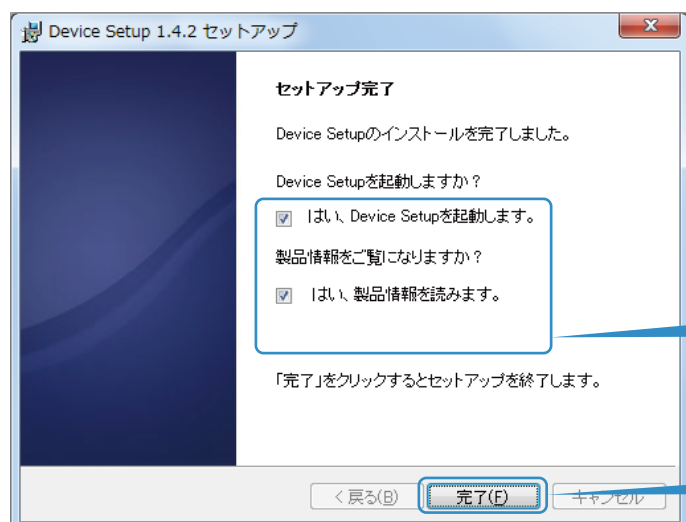 Device Setup 1.4.2 セットアップ
セットアップ完了
Device Setupのインストールを完了しました。
Device Setupを起動しますか？
はい、Device Setupを起動します。
製品情報をご覧になりますか？
はい、製品情報を読みます。
「完了」をクリックするとセットアップを終了します。
< 戻る(B) 完了(F) キャンセル